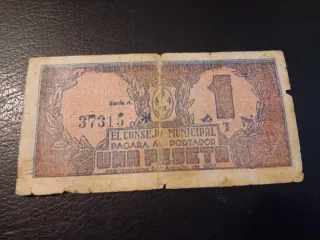 Serie A.
1
37315
EL CONSEJO MUNICIPAL
PAGARA AL PORTADOR
UNA PESETA